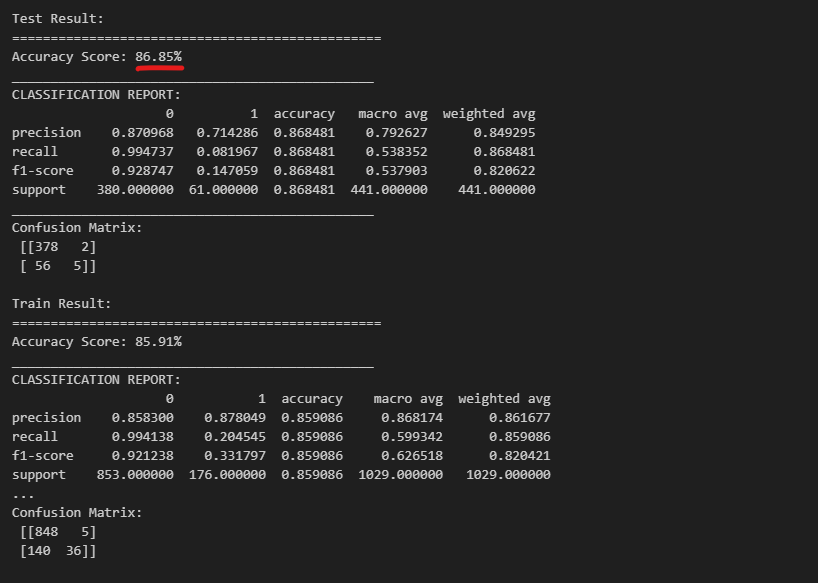 Test Result:
================================================
Accuracy Score: 86.85%
_______________________________________________
CLASSIFICATION REPORT:
                    0          1  accuracy   macro avg  weighted avg
precision    0.870968   0.714286  0.868481    0.792627      0.849295
recall       0.994737   0.081967  0.868481    0.538352      0.868481
f1-score     0.928747   0.147059  0.868481    0.537903      0.820622
support    380.000000  61.000000  0.868481  441.000000    441.000000
_______________________________________________
Confusion Matrix:
 [[378   2]
 [ 56   5]]
Train Result:
================================================
Accuracy Score: 85.91%
_______________________________________________
CLASSIFICATION REPORT:
                    0           1  accuracy    macro avg  weighted avg
precision    0.858300    0.878049  0.859086     0.868174      0.861677
recall       0.994138    0.204545  0.859086     0.599342      0.859086
f1-score     0.921238    0.331797  0.859086     0.626518      0.820421
support    853.000000  176.000000  0.859086  1029.000000   1029.000000
...
Confusion Matrix:
 [[848   5]
 [140  36]]